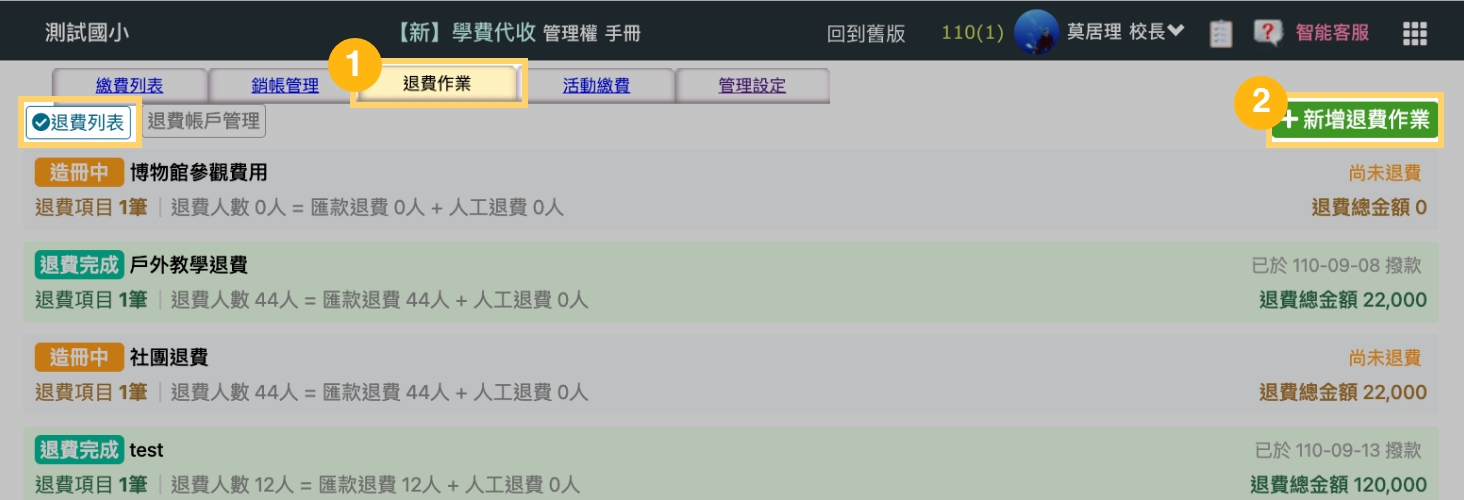 測試國小 【新】學費代收 管理權 手冊 回到舊版 110(1) 莫居理 校長 ? 智能客服
1
繳費列表 銷帳管理 退費作業 活動繳費 管理設定
退費列表 退費帳戶管理 2 + 新增退費作業
造冊中 博物館參觀費用 尚未退費
退費項目 1筆 | 退費人數 0人 = 匯款退費 0人 + 人工退費 0人 退費總金額 0
退費完成 戶外教學退費 已於 110-09-08 撥款
退費項目 1筆 | 退費人數 44人 = 匯款退費 44人 + 人工退費 0人 退費總金額 22,000
造冊中 社團退費 尚未退費
退費項目 1筆 | 退費人數 44人 = 匯款退費 44人 + 人工退費 0人 退費總金額 22,000
退費完成 test 已於 110-09-13 撥款
退費項目 1筆 | 退費人數 12人 = 匯款退費 12人 + 人工退費 0人 退費總金額 120,000